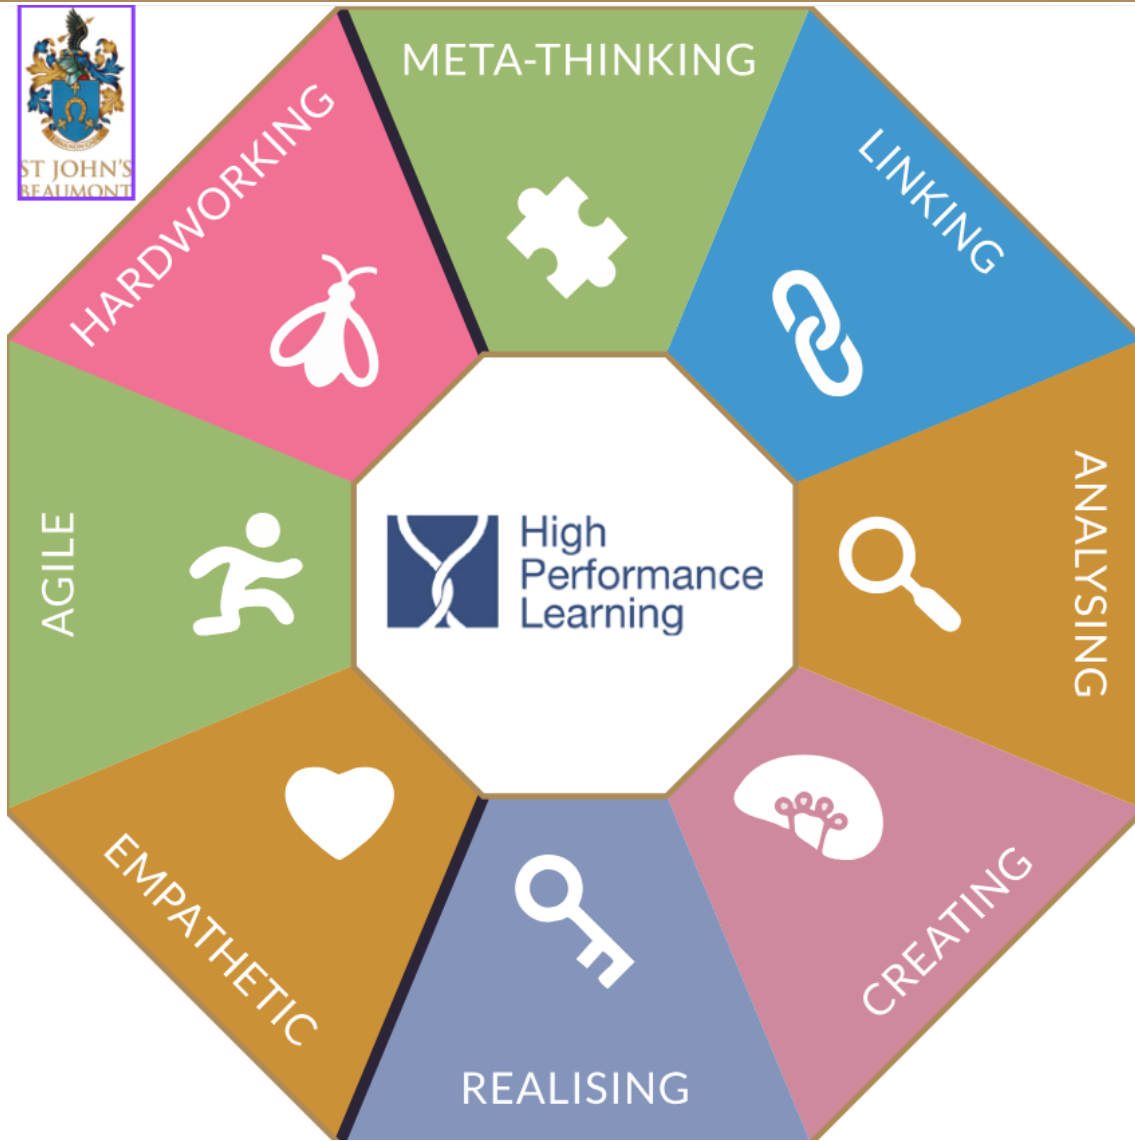 ST JOHN'S
BEAUMONT
META-THINKING
LINKING
ANALYSING
CREATING
REALISING
EMPATHETIC
AGILE
HARDWORKING
High
Performance
Learning